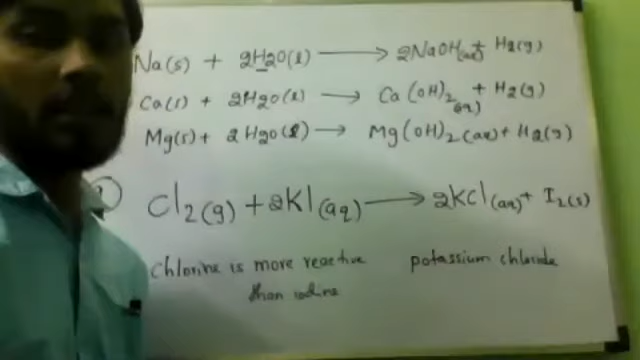 Na(s) + 2H2O(l) → 2NaOH(aq) + H2(g)
Ca(s) + 2H2O(l) → Ca(OH)2(aq) + H2(g)
Mg(s) + 2H2O(l) → Mg(OH)2(aq) + H2(g)
Cl2(g) + 2KI(aq) → 2KCl(aq) + I2(s)
Chlorine is more reactive potassium chloride
than iodine